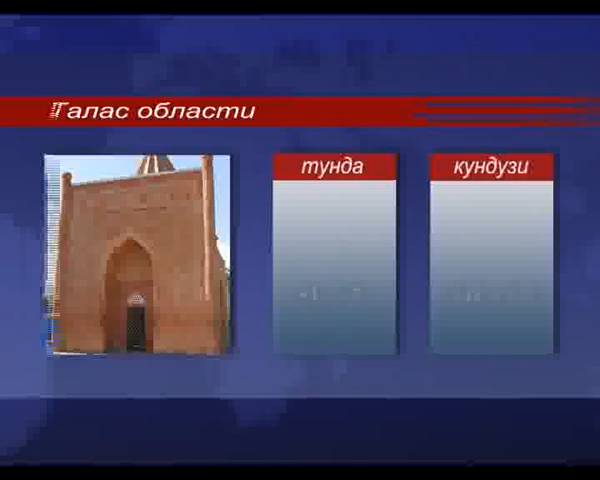 Талас области
тунда
кундузи